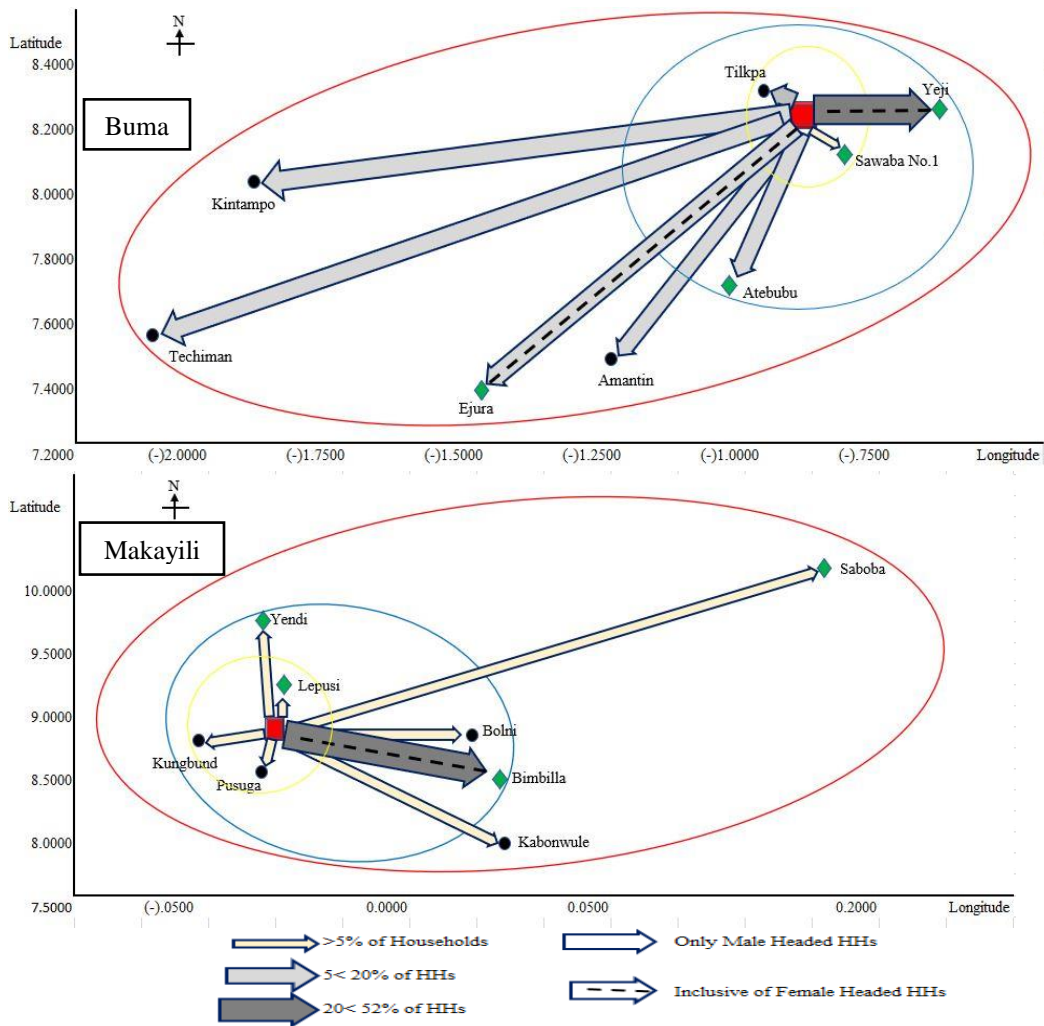 N
Latitude
8.4000
Tilkpa
Yeji
Buma
8.2000
Sawaba No.1
8.0000
Kintampo
7.8000
Atebubu
7.6000
Techiman
Amantin
7.4000
Ejura
7.2000 (-)2.0000 (-)1.7500 (-)1.5000 (-)1.2500 (-)1.0000 (-).7500 Longitude
N
Latitude
Makayili
Saboba
10.0000
Yendi
9.5000
Lepusi
9.0000
Bolni
Kungbund
Pusuga
Bimbilla
8.5000
8.0000
Kabonwule
7.5000 (-).0500 0.0000 0.0500 0.2000 Longitude
>5% of Households Only Male Headed HHs
5< 20% of HHs
Inclusive of Female Headed HHs
20< 52% of HHs